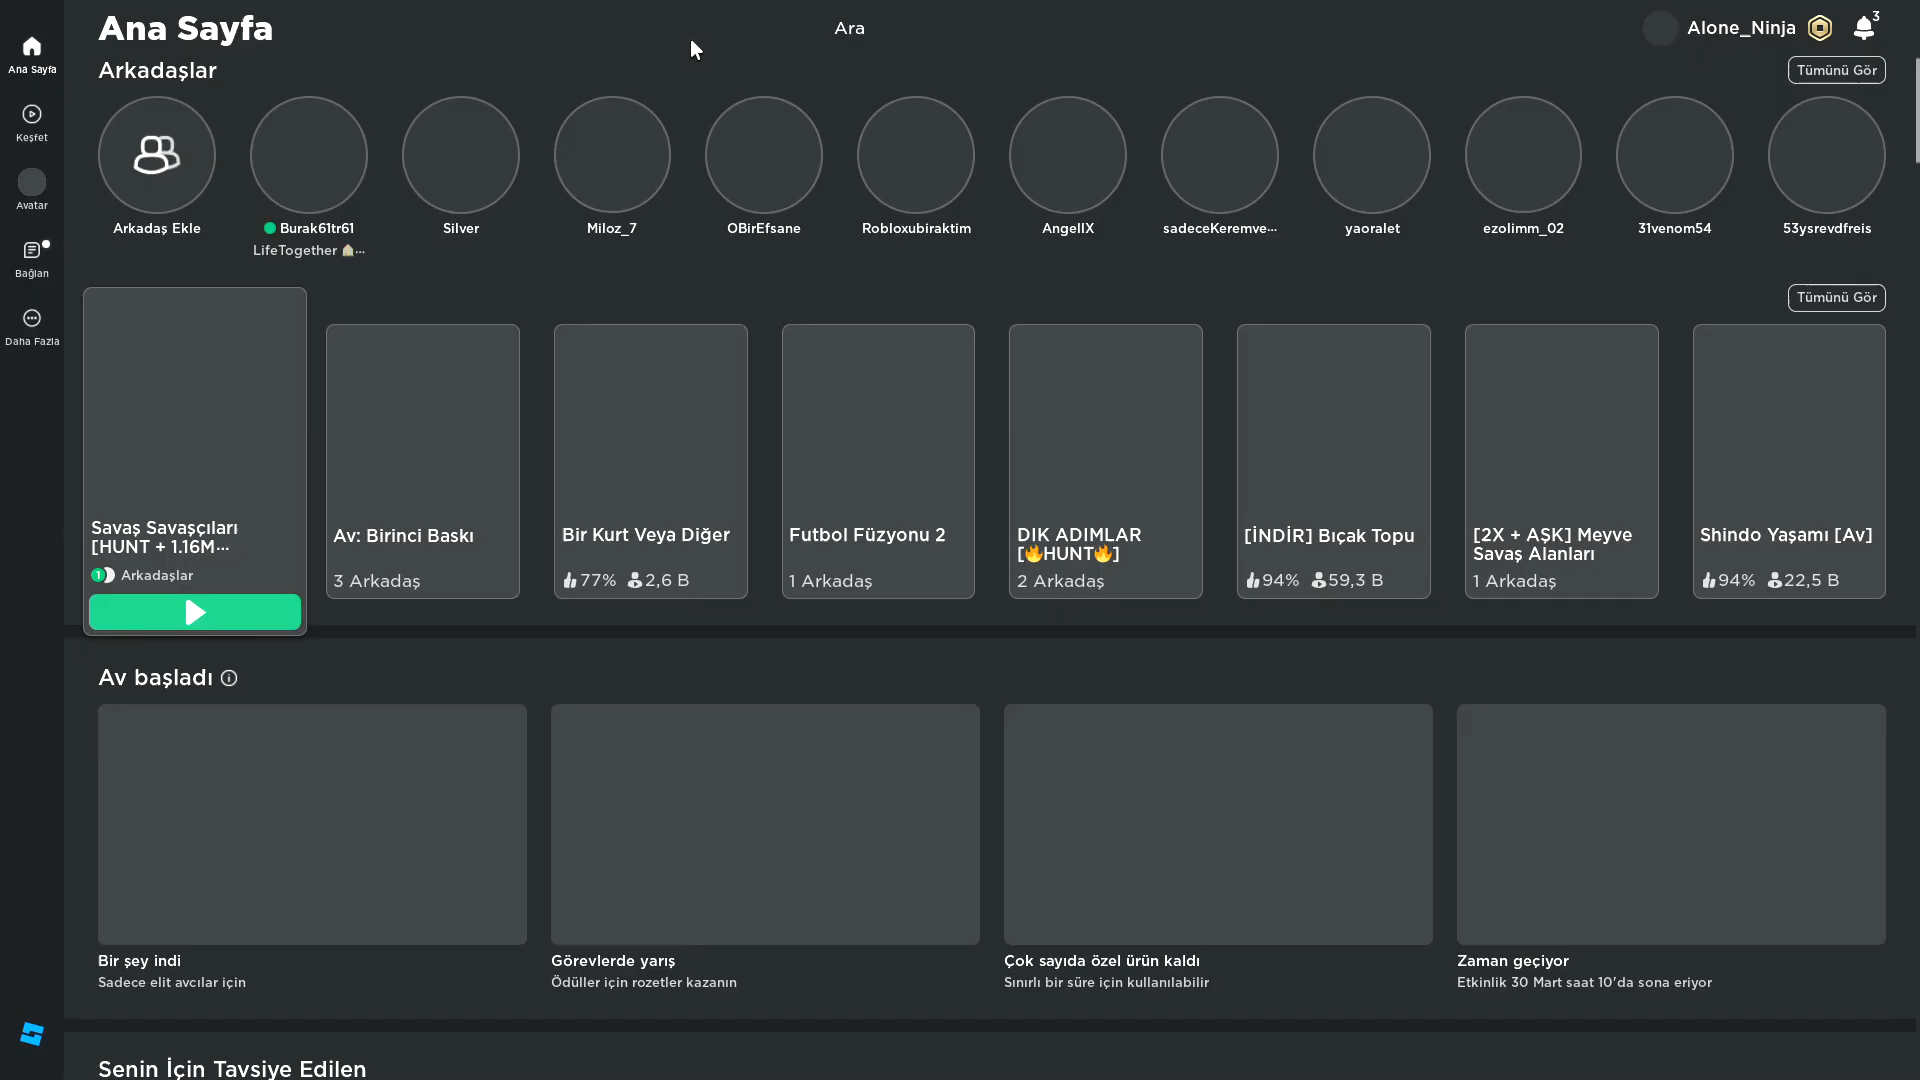 Ana Sayfa
Ara
Alone_Ninja
3
Ana Sayfa
Keşfet
Avatar
Bağlan
Daha Fazla
Arkadaşlar
Tümünü Gör
Arkadaş Ekle
Burak61tr61
LifeTogether 🏠...
Silver
Miloz_7
OBirEfsane
Robloxubiraktim
AngelIX
sadeceKeremve...
yaoralet
ezolimm_02
31venom54
53ysrevdfreis
Tümünü Gör
Savaş Savaşçıları
[HUNT + 1.16M...
1 Arkadaşlar
Av: Birinci Baskı
3 Arkadaş
Bir Kurt Veya Diğer
77% 2,6 B
Futbol Füzyonu 2
1 Arkadaş
DIK ADIMLAR
[🔥HUNT🔥]
2 Arkadaş
[İNDİR] Bıçak Topu
94% 59,3 B
[2X + AŞK] Meyve
Savaş Alanları
1 Arkadaş
Shindo Yaşamı [Av]
94% 22,5 B
Av başladı
Bir şey indi
Sadece elit avcılar için
Görevlerde yarış
Ödüller için rozetler kazanın
Çok sayıda özel ürün kaldı
Sınırlı bir süre için kullanılabilir
Zaman geçiyor
Etkinlik 30 Mart saat 10'da sona eriyor
Senin İçin Tavsiye Edilen